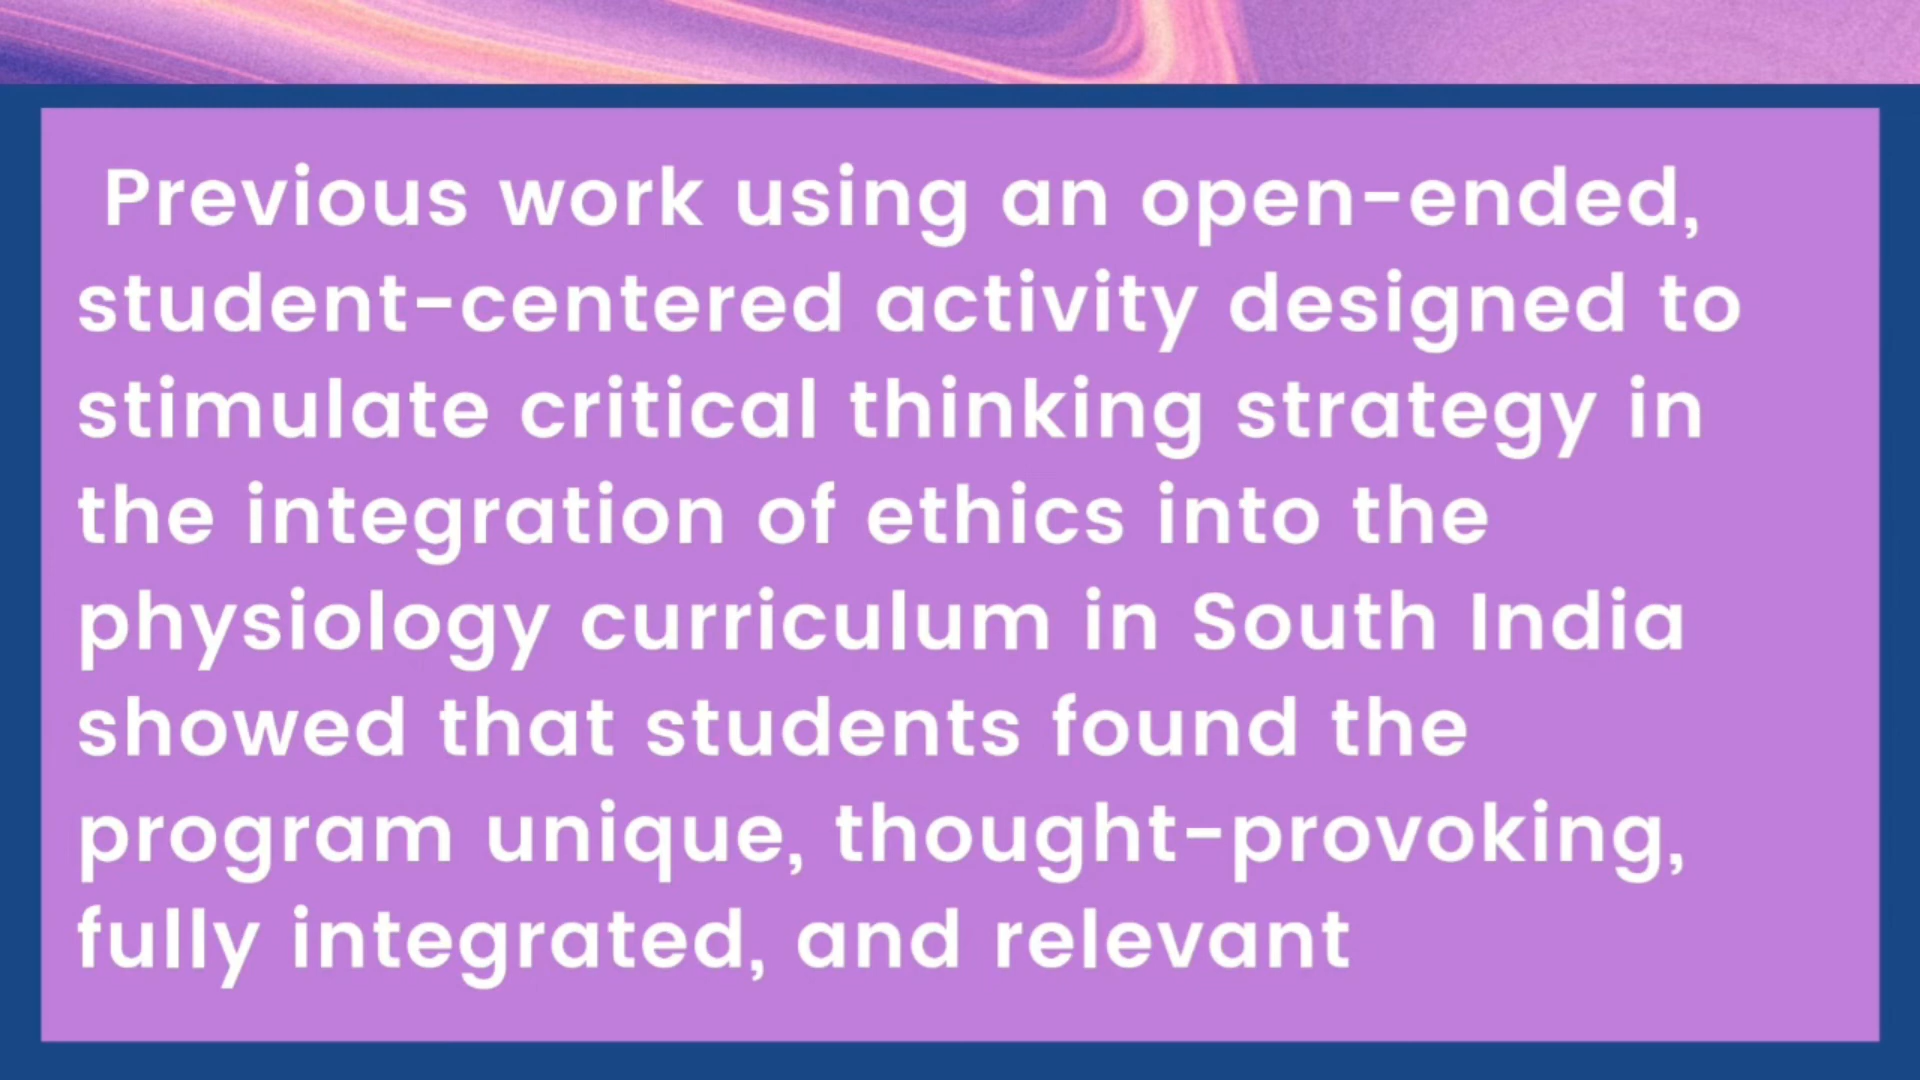 Previous work using an open-ended,
student-centered activity designed to
stimulate critical thinking strategy in
the integration of ethics into the
physiology curriculum in South India
showed that students found the
program unique, thought-provoking,
fully integrated, and relevant